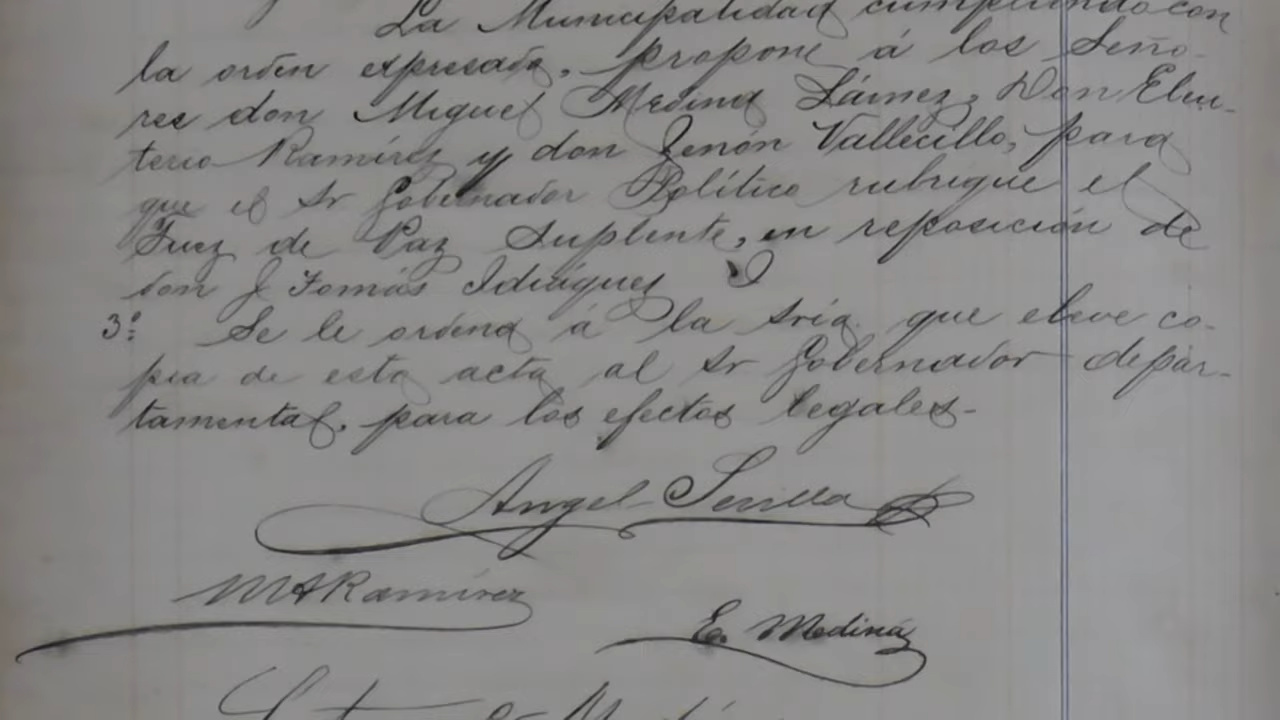 La Municipalidad cumpliendo con
la orden expresada, propone á los Seño-
res don Miguel Medina Láinez, Don Eleu-
terio Ramírez y don Zenón Vallecillo, para
que el Sr Gobernador Político rubrique el
Juez de Paz Suplente, en reposición de
don J Tomás Idiáquez
3º: Se le ordena á la Sría. que eleve co-
pia de esta acta al Sr Gobernador depar-
tamental, para los efectos legales-
Angel Sevilla
M A Ramírez
E. Medina